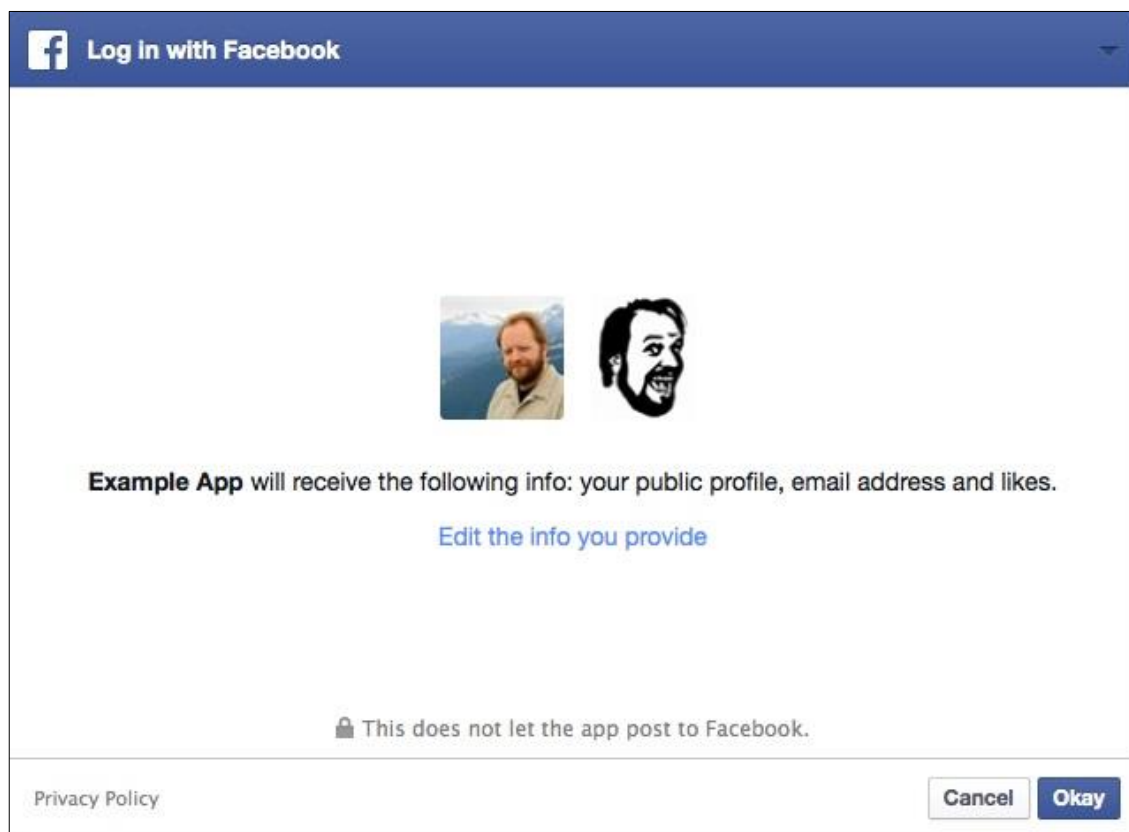 Log in with Facebook
Example App will receive the following info: your public profile, email address and likes.
Edit the info you provide
This does not let the app post to Facebook.
Privacy Policy
Cancel
Okay